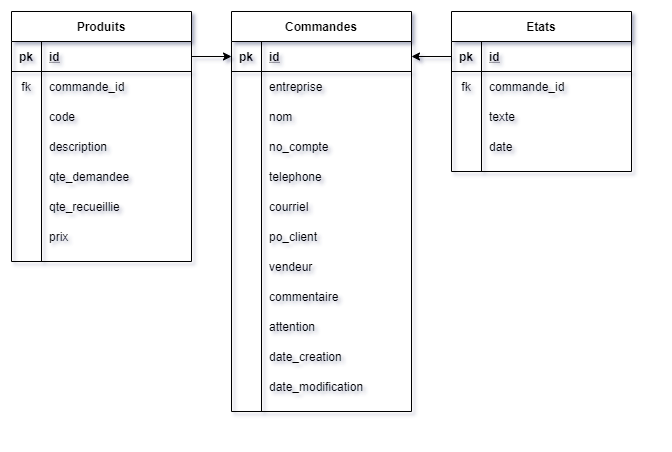 Produits
pk id
fk commande_id
code
description
qte_demandee
qte_recueillie
prix
Commandes
pk id
entreprise
nom
no_compte
telephone
courriel
po_client
vendeur
commentaire
attention
date_creation
date_modification
Etats
pk id
fk commande_id
texte
date